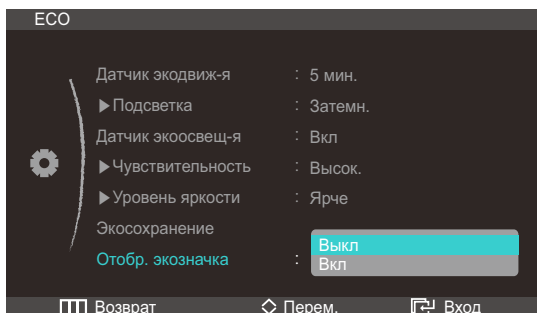 ECO
Датчик экодвиж-я : 5 мин.
▶Подсветка : Затемн.
Датчик экоосвещ-я : Вкл
▶Чувствительность : Высок.
▶Уровень яркости : Ярче
Экосохранение
Отобр. экозначка : Выкл
Вкл
Возврат Перем. Вход